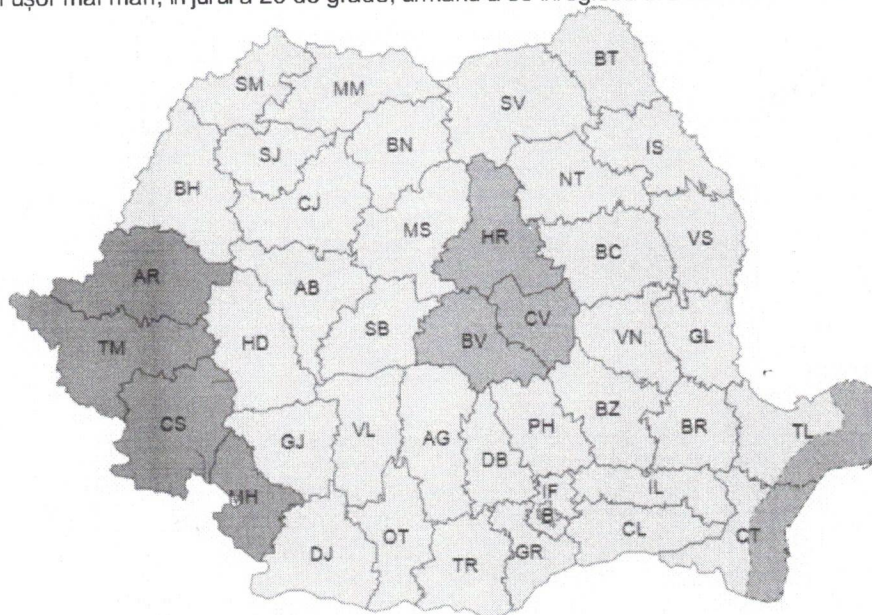 ușor mai mari, în jurul a 20 de grade, urmând a se
BT
SM
MM
SV
BN
IS
SJ
NT
BH
CJ
MS
HR
BC
VS
AR
AB
CV
TM
HD
SB
BV
VN
GL
CS
BZ
BR
TL
GJ
VL
AG
PH
DB
IF
IL
MH
B
CT
CL
OT
DJ
TR
GR